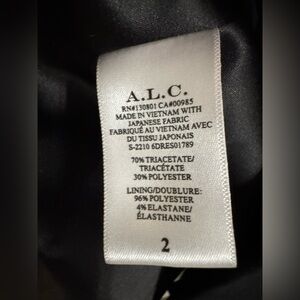 A.L.C.
RN#130801 CA#00985
MADE IN VIETNAM WITH
JAPANESE FABRIC
FABRIQUÉ AU VIETNAM AVEC
DU TISSU JAPONAIS
S-2210 6DRES01789
70% TRIACETATE/
TRIACÉTATE
30% POLYESTER
LINING/DOUBLURE:
96% POLYESTER
4% ELASTANE/
ÉLASTHANNE
2